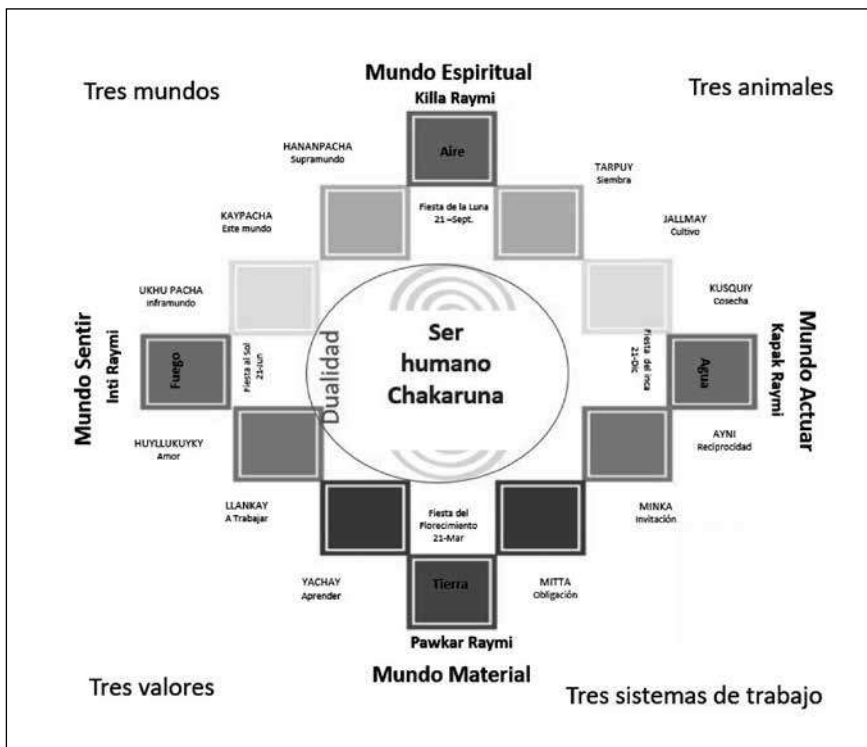 Mundo Espiritual
Killa Raymi
Tres mundos
Tres animales
HANANPACHA
Supramundo
Aire
TARPUY
Siembra
KAYPACHA
Este mundo
Fiesta de la Luna
21 –Sept.
JALLMAY
Cultivo
UKHU PACHA
Inframundo
KUSQUIY
Cosecha
Mundo Sentir
Inti Raymi
Fuego
Fiesta al Sol
21-Jun
Dualidad
Ser
humano
Chakaruna
Fiesta del inca
21-Dic
Agua
Kapak Raymi
Mundo Actuar
HUYLLUKUYKY
Amor
AYNI
Reciprocidad
LLANKAY
A Trabajar
Fiesta del
Florecimiento
21-Mar
MINKA
Invitación
YACHAY
Aprender
Tierra
MITTA
Obligación
Pawkar Raymi
Mundo Material
Tres valores
Tres sistemas de trabajo